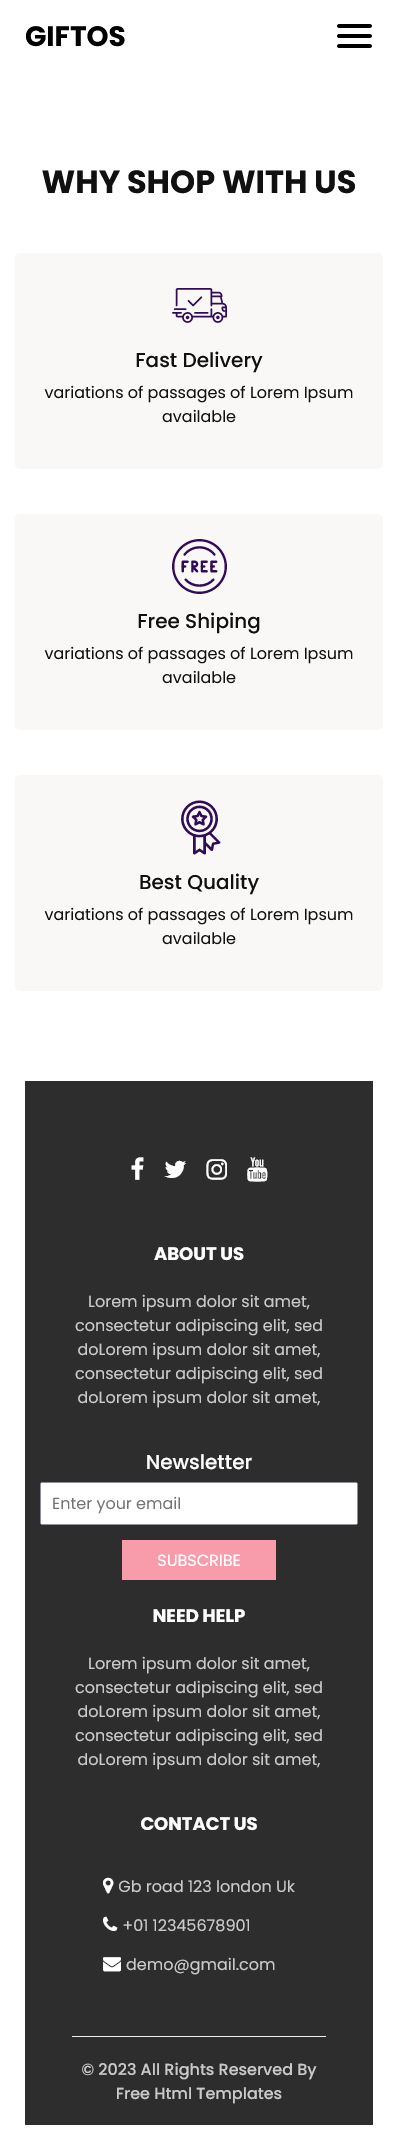 GIFTOS
WHY SHOP WITH US
Fast Delivery
variations of passages of Lorem Ipsum
available
FREE
Free Shiping
variations of passages of Lorem Ipsum
available
Best Quality
variations of passages of Lorem Ipsum
available
You
Tube
ABOUT US
Lorem ipsum dolor sit amet,
consectetur adipiscing elit, sed
doLorem ipsum dolor sit amet,
consectetur adipiscing elit, sed
doLorem ipsum dolor sit amet,
Newsletter
Enter your email
SUBSCRIBE
NEED HELP
Lorem ipsum dolor sit amet,
consectetur adipiscing elit, sed
doLorem ipsum dolor sit amet,
consectetur adipiscing elit, sed
doLorem ipsum dolor sit amet,
CONTACT US
Gb road 123 london Uk
+01 12345678901
demo@gmail.com
© 2023 All Rights Reserved By
Free Html Templates